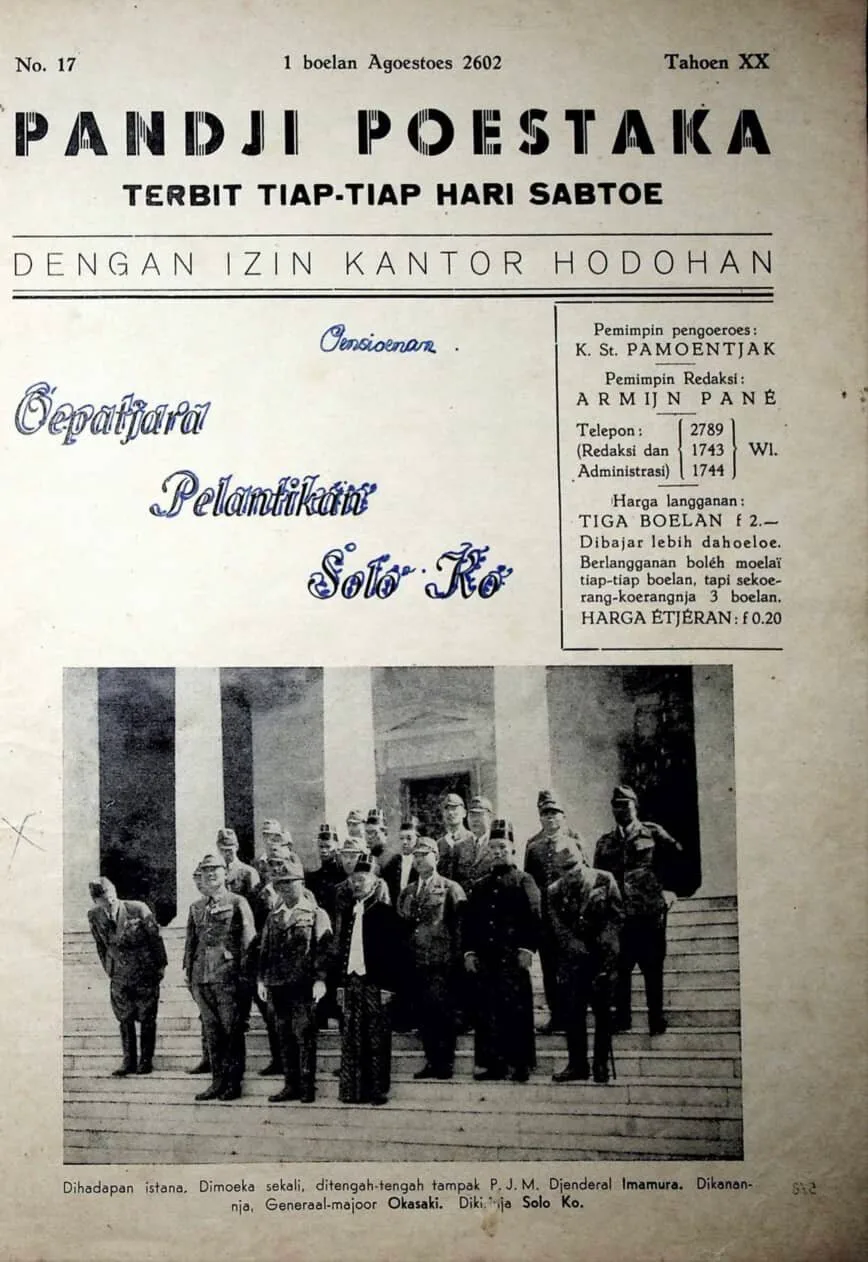 No. 17 1 boelan Agoestoes 2602 Tahoen XX
PANDJI POESTAKA
TERBIT TIAP-TIAP HARI SABTOE
DENGAN IZIN KANTOR HODOHAN
Oepatjara
Pelantikan
Solo Ko
Pemimpin pengoeroes:
K. St. PAMOENTJAK
Pemimpin Redaksi:
ARMIJN PANÉ
Telepon: 2789
(Redaksi dan 1743 Wl.
Administrasi) 1744
Harga langganan:
TIGA BOELAN f 2.—
Dibajar lebih dahoeloe.
Berlangganan boléh moelaï
tiap-tiap boelan, tapi sekoe-
rang-koerangnja 3 boelan.
HARGA ÉTJÉRAN: f 0.20
Dihadapan istana. Dimoeka sekali, ditengah-tengah tampak P. J. M. Djenderal Imamura. Dikanan-
nja, Generaal-majoor Okasaki. Solo Ko.